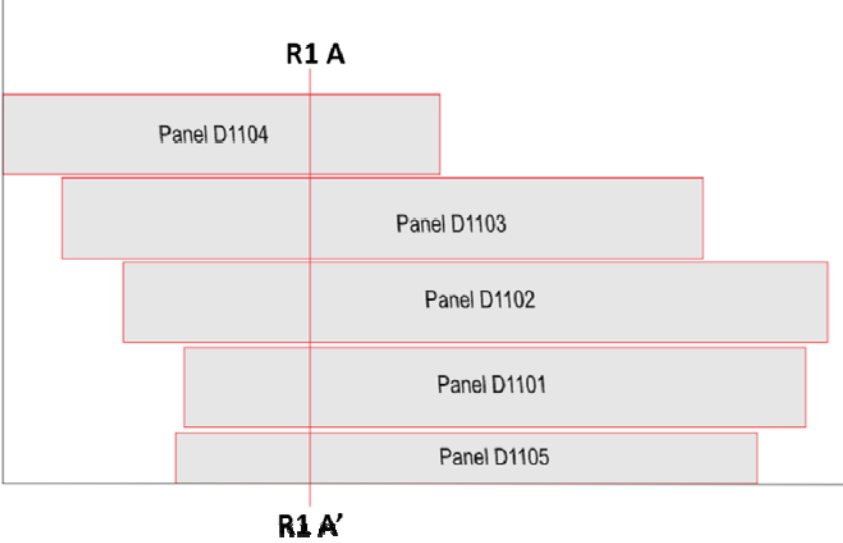 R1 A
Panel D1104
Panel D1103
Panel D1102
Panel D1101
Panel D1105
R1 A’